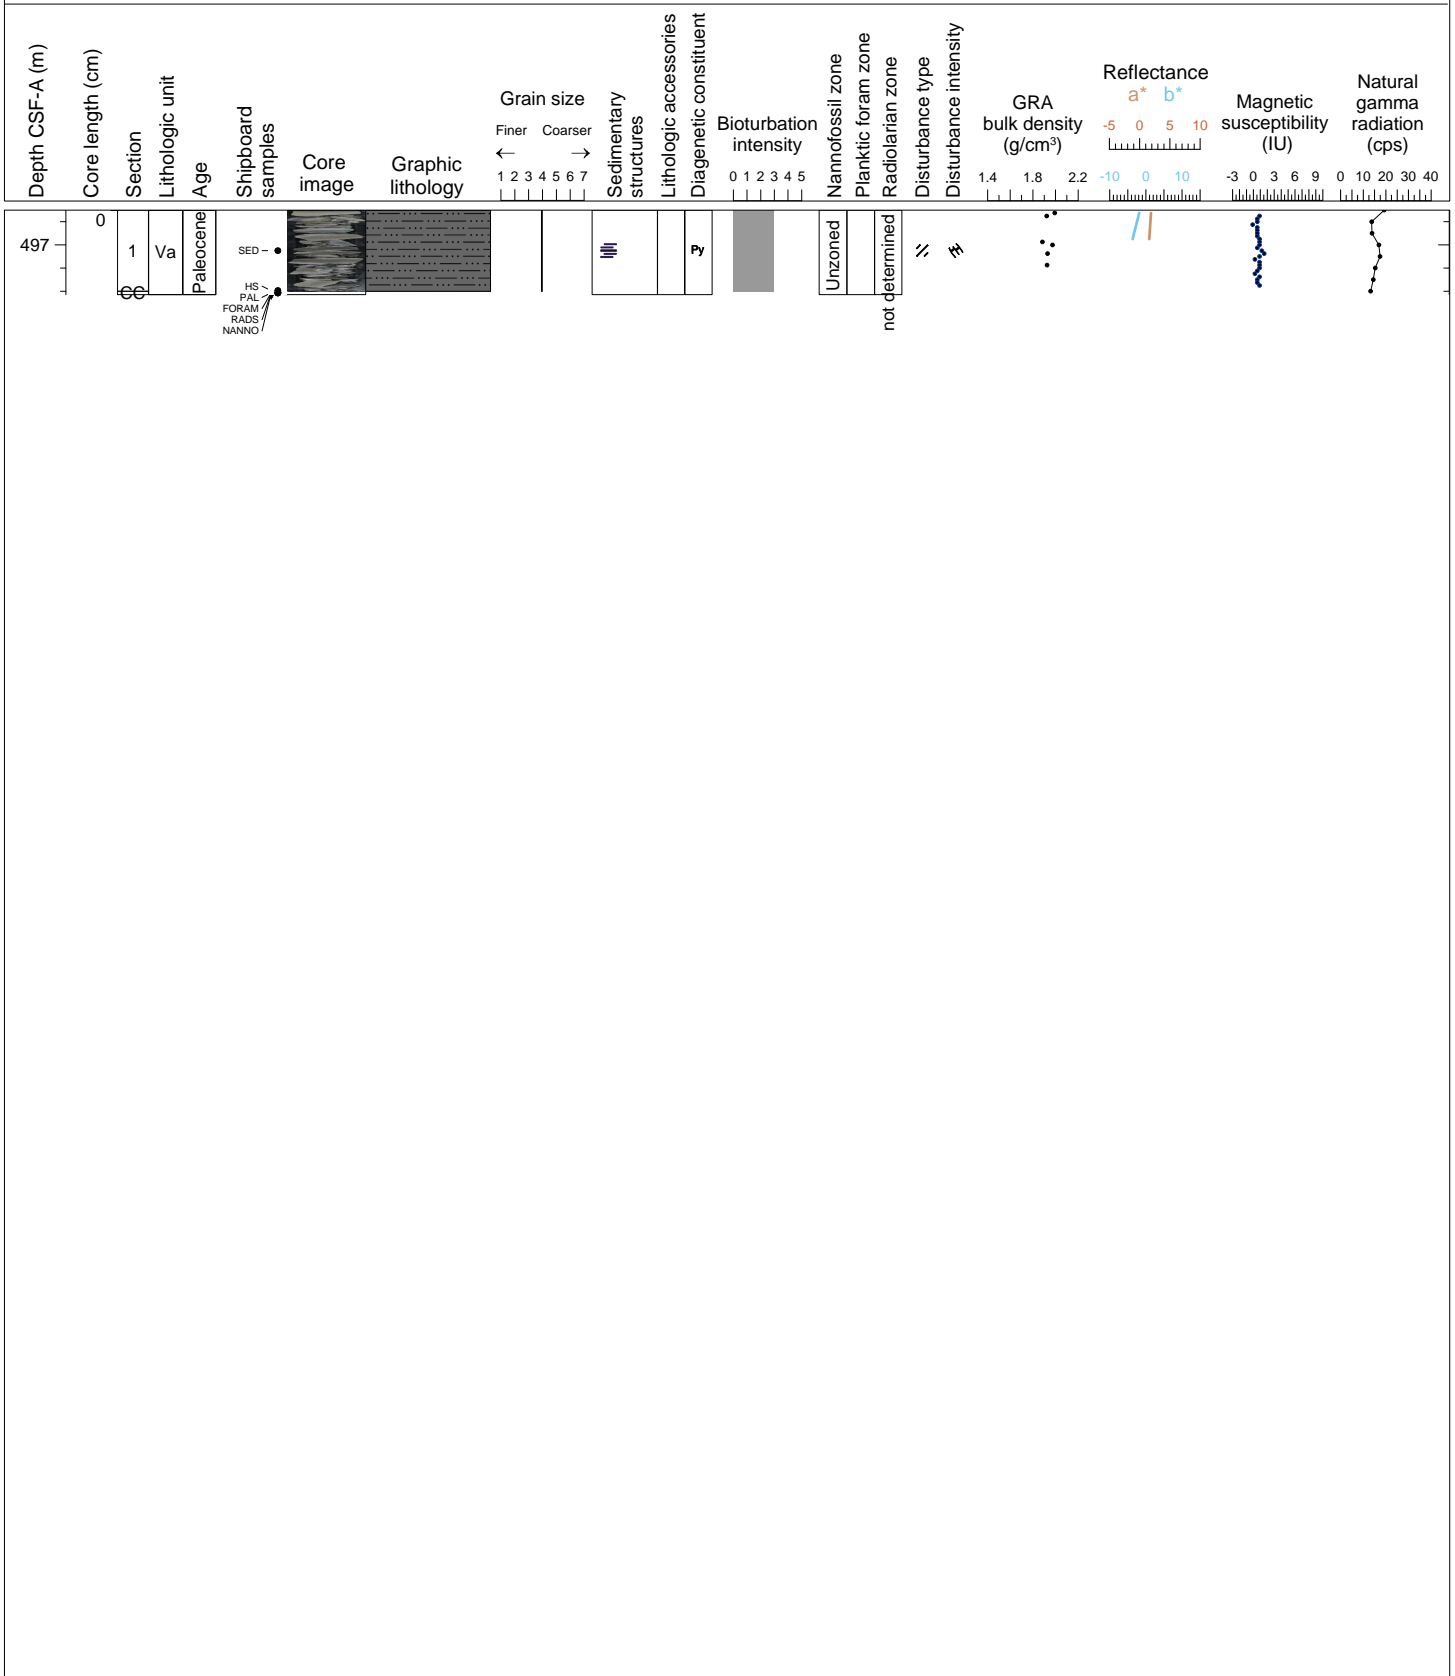 Depth CSF-A (m)
Core length (cm)
Section
Lithologic unit
Age
Shipboard
samples
Core
image
Graphic
lithology
Grain size
Finer Coarser
← →
1 2 3 4 5 6 7
Sedimentary
structures
Lithologic accessories
Diagenetic constituent
Bioturbation
intensity
0 1 2 3 4 5
Nannofossil zone
Planktic foram zone
Radiolarian zone
Disturbance type
Disturbance intensity
GRA
bulk density
(g/cm³)
1.4 1.8 2.2
Reflectance
a* b*
-5 0 5 10
-10 0 10
Magnetic
susceptibility
(IU)
-3 0 3 6 9
Natural
gamma
radiation
(cps)
0 10 20 30 40
497
0
1
CC
Va
Paleocene
SED
HS
PAL
FORAM
RADS
NANNO
Py
Unzoned
not determined